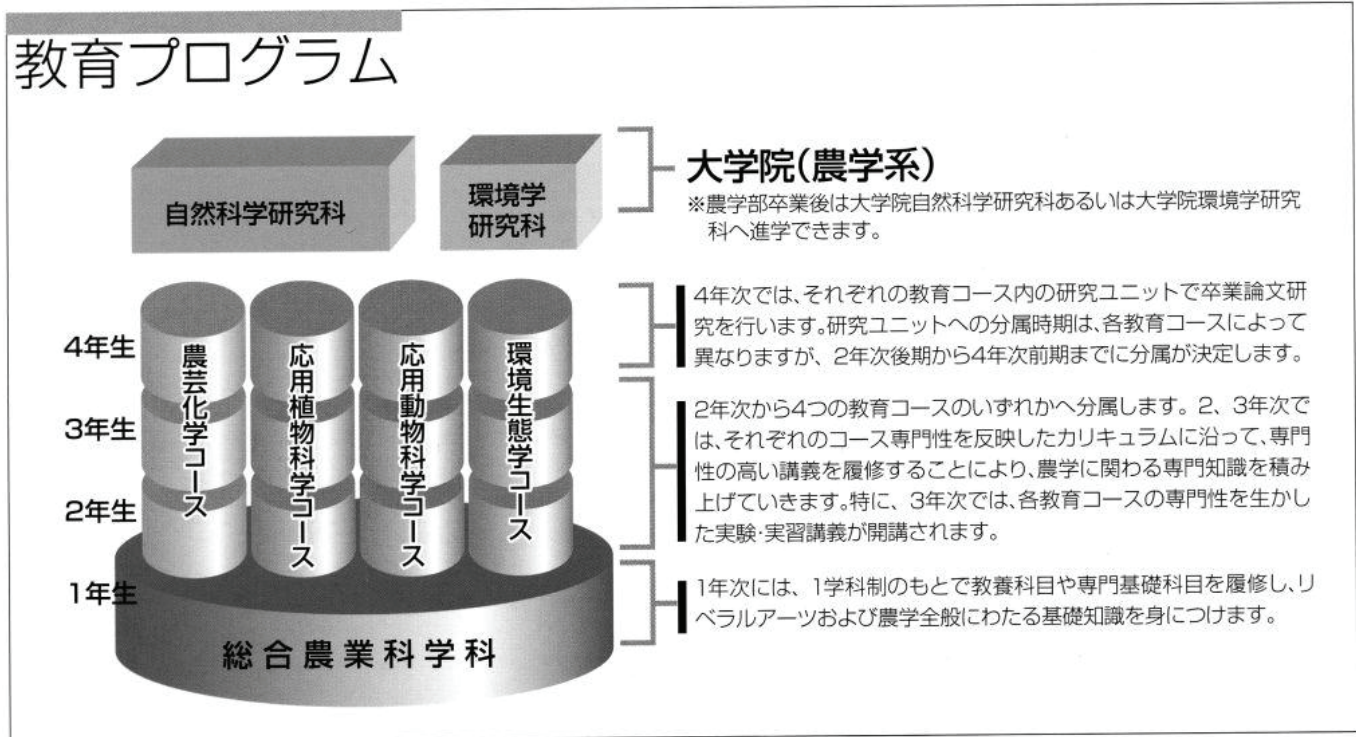 教育プログラム
自然科学研究科
環境学
研究科
大学院(農学系)
※農学部卒業後は大学院自然科学研究科あるいは大学院環境学研究
科へ進学できます。
4年生
3年生
2年生
1年生
農芸化学コース
応用植物科学コース
応用動物科学コース
環境生態学コース
総合農業科学科
4年次では、それぞれの教育コース内の研究ユニットで卒業論文研
究を行います。研究ユニットへの分属時期は、各教育コースによって
異なりますが、2年次後期から4年次前期までに分属が決定します。
2年次から4つの教育コースのいずれかへ分属します。2、3年次で
は、それぞれのコース専門性を反映したカリキュラムに沿って、専門
性の高い講義を履修することにより、農学に関わる専門知識を積み
上げていきます。特に、3年次では、各教育コースの専門性を生かし
た実験・実習講義が開講されます。
1年次には、1学科制のもとで教養科目や専門基礎科目を履修し、リ
ベラルアーツおよび農学全般にわたる基礎知識を身につけます。